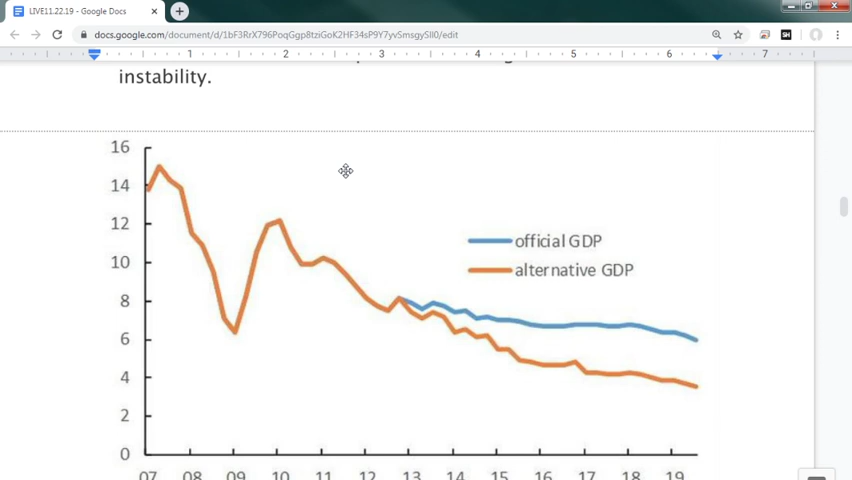 LIVE11.22.19 - Google Docs
docs.google.com/document/d/1bF3RrX796PoqGgp8tziGoK2HF34sP9Y7yvSmsgySII0/edit
1 2 3 4 5 6 7
instability.
16
14
12
10
8
6
4
2
0
official GDP
alternative GDP
07 08 09 10 11 12 13 14 15 16 17 18 19